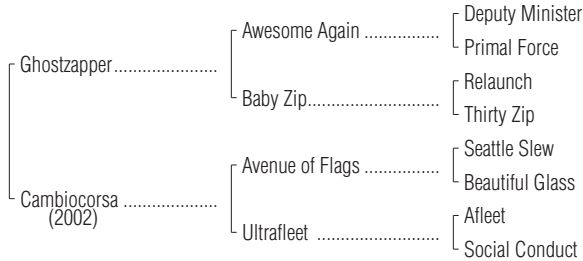 Deputy Minister
Awesome Again ................
Primal Force
Ghostzapper......................
Relaunch
Baby Zip............................
Thirty Zip
Seattle Slew
Avenue of Flags ................
Beautiful Glass
Cambiocorsa ....................
(2002)
Afleet
Ultrafleet ..........................
Social Conduct